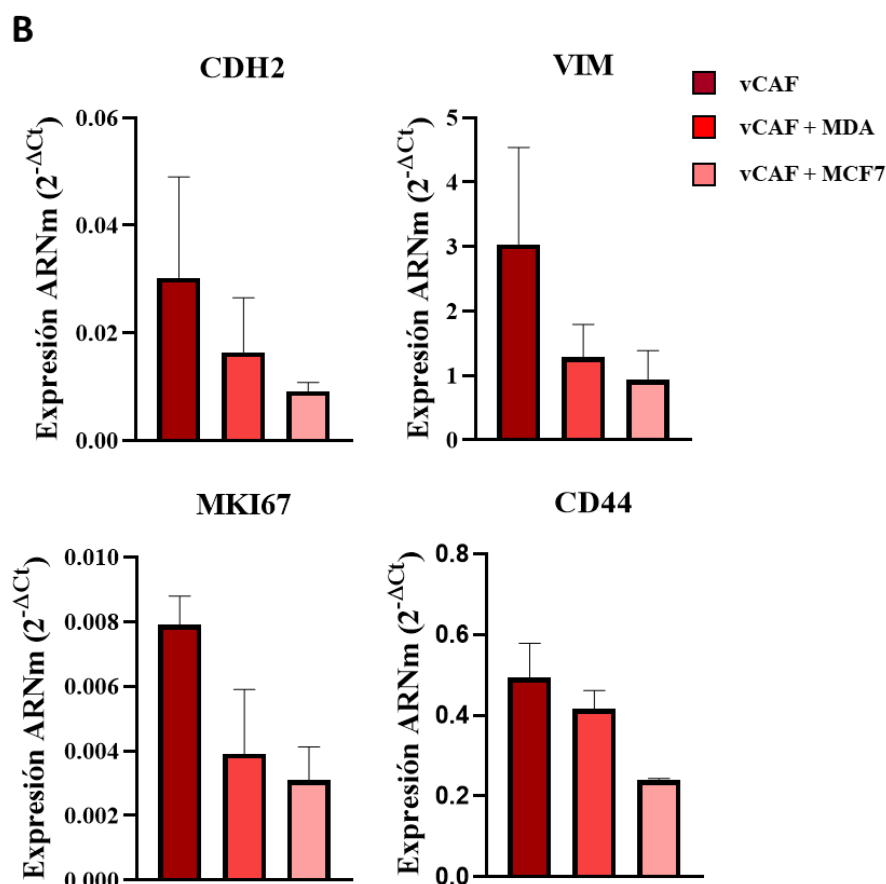 B
CDH2
Expresión ARNm (2^-ΔCt)
0.06
0.04
0.02
0.00
VIM
Expresión ARNm (2^-ΔCt)
5
4
3
2
1
0
vCAF
vCAF + MDA
vCAF + MCF7
MKI67
Expresión ARNm (2^-ΔCt)
0.010
0.008
0.006
0.004
0.002
0.000
CD44
Expresión ARNm (2^-ΔCt)
0.8
0.6
0.4
0.2
0.0